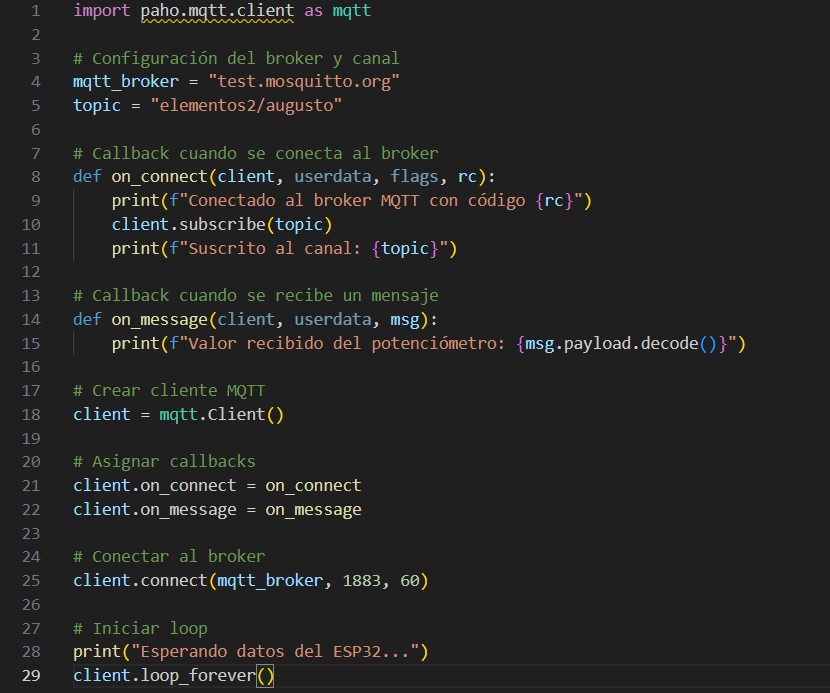 1 import paho.mqtt.client as mqtt
2
3 # Configuración del broker y canal
4 mqtt_broker = "test.mosquitto.org"
5 topic = "elementos2/augusto"
6
7 # Callback cuando se conecta al broker
8 def on_connect(client, userdata, flags, rc):
9     print(f"Conectado al broker MQTT con código {rc}")
10     client.subscribe(topic)
11     print(f"Suscrito al canal: {topic}")
12
13 # Callback cuando se recibe un mensaje
14 def on_message(client, userdata, msg):
15     print(f"Valor recibido del potenciómetro: {msg.payload.decode()}")
16
17 # Crear cliente MQTT
18 client = mqtt.Client()
19
20 # Asignar callbacks
21 client.on_connect = on_connect
22 client.on_message = on_message
23
24 # Conectar al broker
25 client.connect(mqtt_broker, 1883, 60)
26
27 # Iniciar loop
28 print("Esperando datos del ESP32...")
29 client.loop_forever()